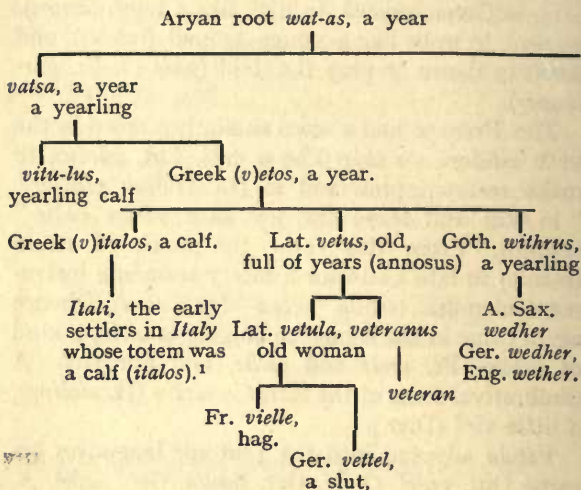 Aryan root wat-as, a year
vatsa, a year
a yearling
vitu-lus,
yearling calf
Greek (v)etos, a year.
Greek (v)italos, a calf.
Lat. vetus, old,
full of years (annosus)
Goth. withrus,
a yearling
Itali, the early
settlers in Italy
whose totem was
a calf (italos).¹
Lat. vetula, veteranus
old woman
veteran
A. Sax.
wedher
Ger. wedher,
Eng. wether.
Fr. vielle,
hag.
Ger. vettel,
a slut,